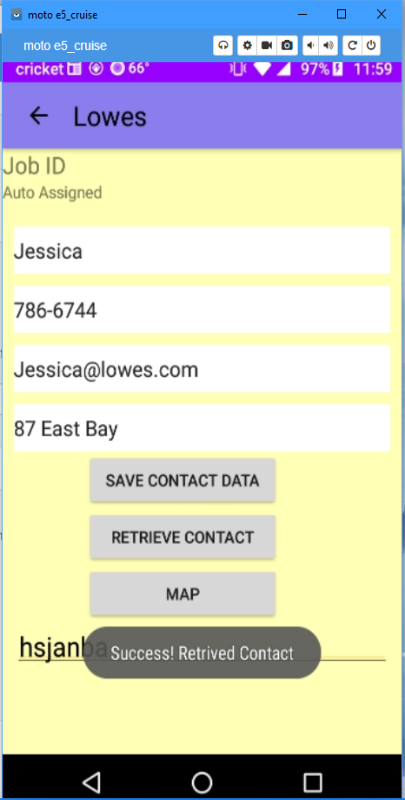 moto e5_cruise
moto e5_cruise
cricket 66° 97% 11:59
Lowes
Job ID
Auto Assigned
Jessica
786-6744
Jessica@lowes.com
87 East Bay
SAVE CONTACT DATA
RETRIEVE CONTACT
MAP
hsjanba
Success! Retrived Contact